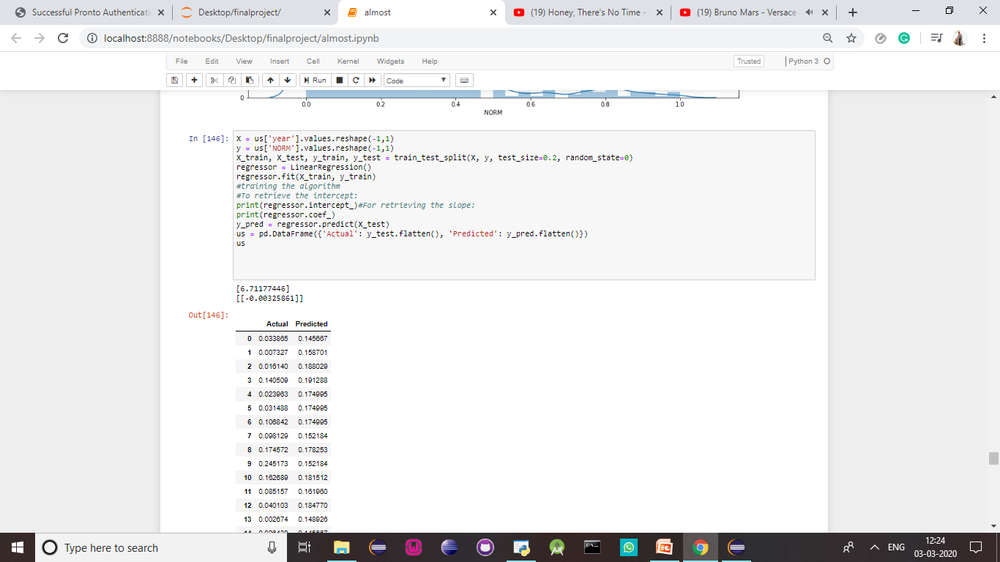 Successful Pronto Authenticati
Desktop/finalproject/
almost
(19) Honey, There's No Time -
(19) Bruno Mars - Versace
localhost:8888/notebooks/Desktop/finalproject/almost.ipynb
File Edit View Insert Cell Kernel Widgets Help
Trusted
Python 3
Run
Code
0
0.0 0.2 0.4 0.6 0.8 1.0
NORM
In [146]:
X = us['year'].values.reshape(-1,1)
y = us['NORM'].values.reshape(-1,1)
X_train, X_test, y_train, y_test = train_test_split(X, y, test_size=0.2, random_state=0)
regressor = LinearRegression()
regressor.fit(X_train, y_train)
#training the algorithm
#To retrieve the intercept:
print(regressor.intercept_)#For retrieving the slope:
print(regressor.coef_)
y_pred = regressor.predict(X_test)
us = pd.DataFrame({'Actual': y_test.flatten(), 'Predicted': y_pred.flatten()})
us
[6.71177446]
[[-0.00325861]]
Out[146]:
Actual Predicted
0 0.033865 0.145667
1 0.007327 0.158701
2 0.016140 0.188029
3 0.140509 0.191288
4 0.023963 0.174995
5 0.031488 0.174995
6 0.106842 0.174995
7 0.098129 0.152184
8 0.174572 0.178253
9 0.245173 0.152184
10 0.162689 0.181512
11 0.085157 0.161960
12 0.040103 0.184770
13 0.002674 0.148926
Type here to search
ENG
12:24
03-03-2020